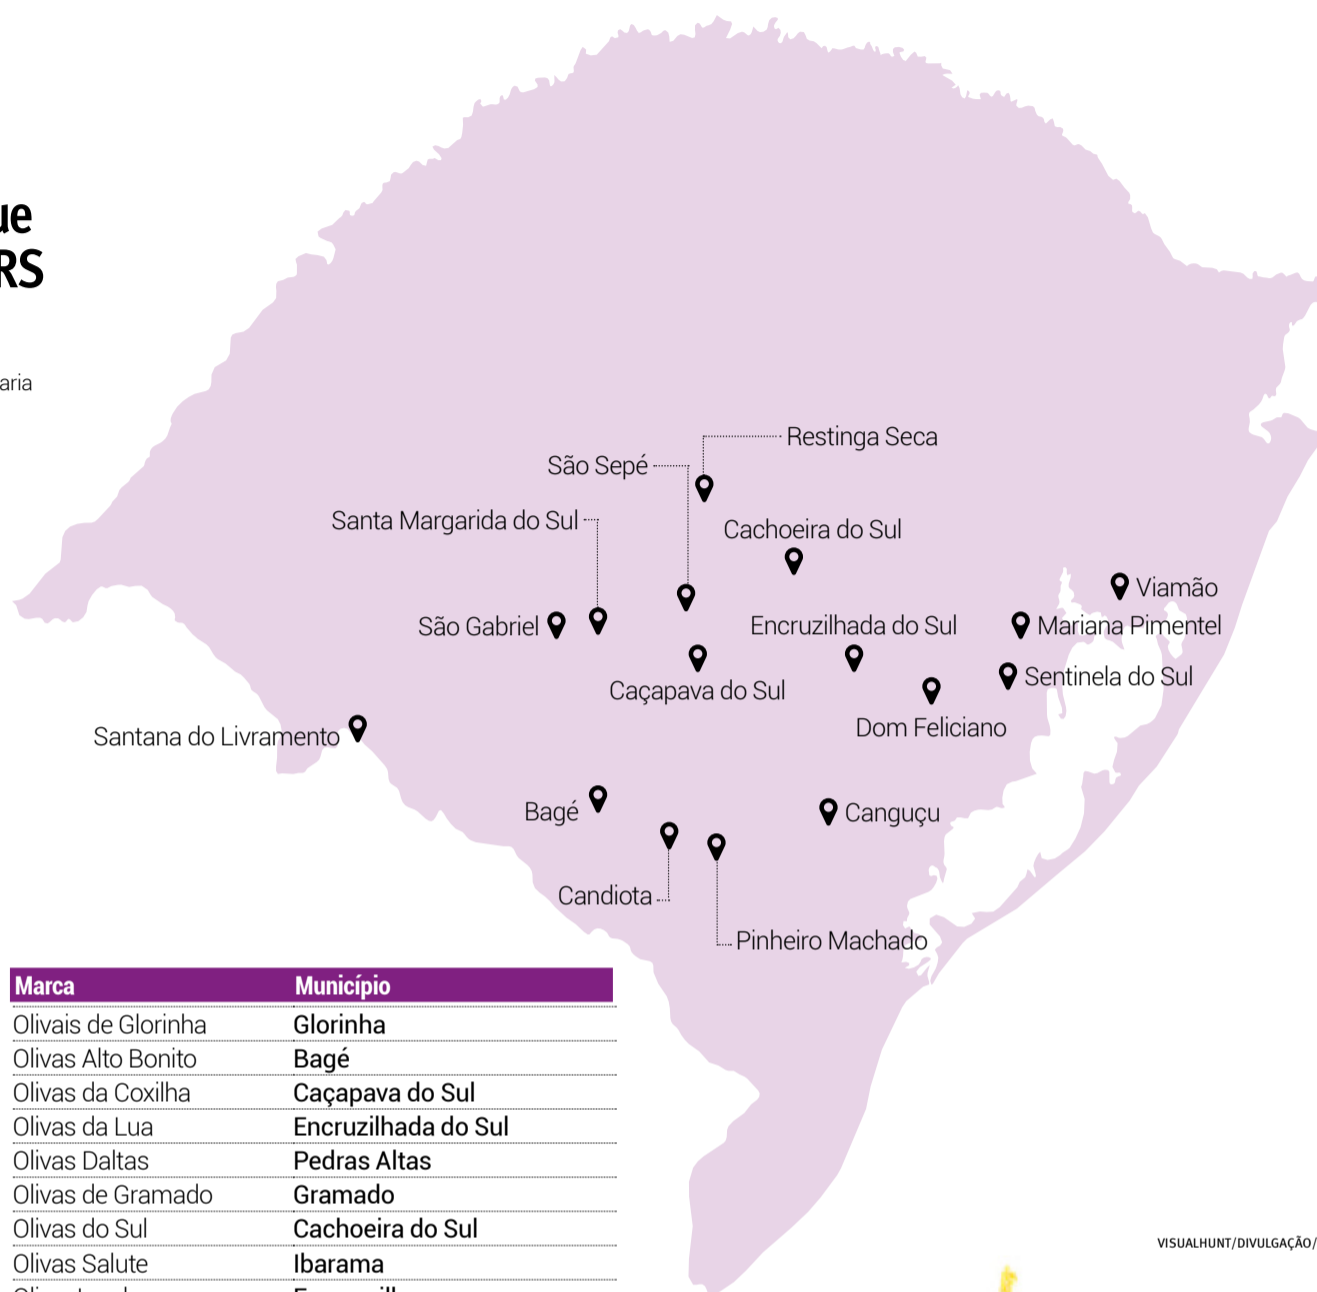 ue
RS
aria
Restinga Seca
São Sepé
Santa Margarida do Sul
Cachoeira do Sul
Viamão
São Gabriel
Encruzilhada do Sul
Mariana Pimentel
Caçapava do Sul
Sentinela do Sul
Dom Feliciano
Santana do Livramento
Bagé
Canguçu
Candiota
Pinheiro Machado
Marca Município
Olivais de Glorinha Glorinha
Olivas Alto Bonito Bagé
Olivas da Coxilha Caçapava do Sul
Olivas da Lua Encruzilhada do Sul
Olivas Daltas Pedras Altas
Olivas de Gramado Gramado
Olivas do Sul Cachoeira do Sul
Olivas Salute Ibarama
VISUALHUNT/DIVULGAÇÃO/